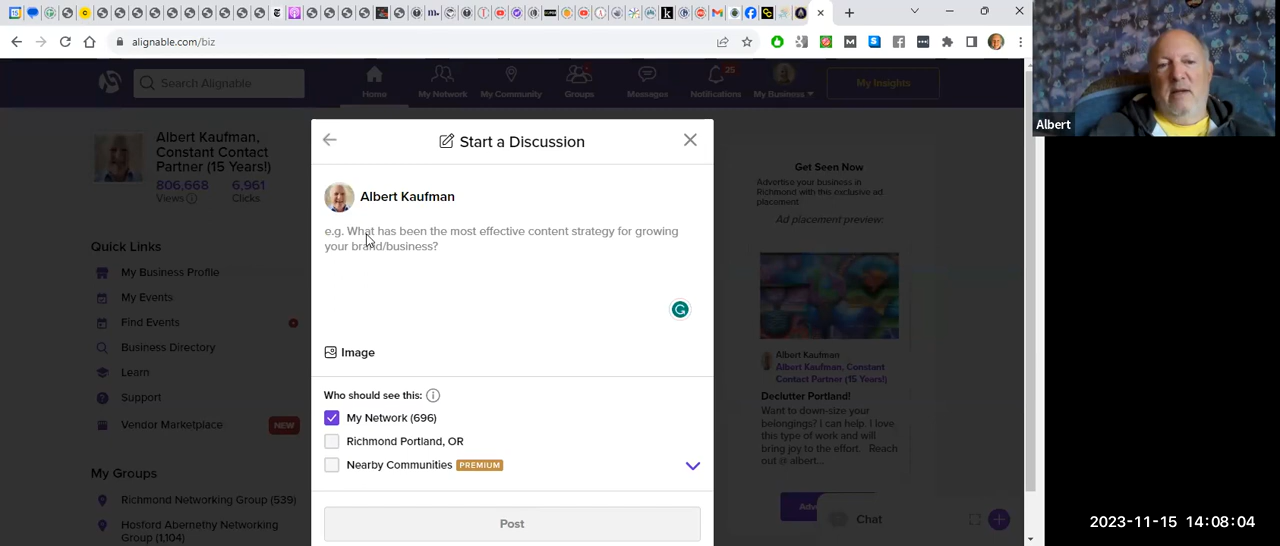 alignable.com/biz
Search Alignable
Home
My Network
My Community
Groups
Messages
25
Notifications
My Business
My Insights
Albert
Albert Kaufman,
Constant Contact
Partner (15 Years!)
806,668
6,961
Views
Clicks
Quick Links
My Business Profile
My Events
Find Events
Business Directory
Learn
Support
Vendor Marketplace
NEW
My Groups
Richmond Networking Group (539)
Hosford Abernethy Networking
Group (1,104)
Start a Discussion
Albert Kaufman
e.g. What has been the most effective content strategy for growing
your brand/business?
Image
Who should see this:
My Network (696)
Richmond Portland, OR
Nearby Communities PREMIUM
Post
Get Seen Now
Advertise your business in
Richmond with this exclusive ad
placement
Ad placement preview:
Albert Kaufman
Albert Kaufman, Constant
Contact Partner (15 Years!)
Declutter Portland!
Want to down-size your
belongings? I can help. I love
this type of work and will
bring joy to the effort. Reach
out @ albert...
Chat
2023-11-15 14:08:04